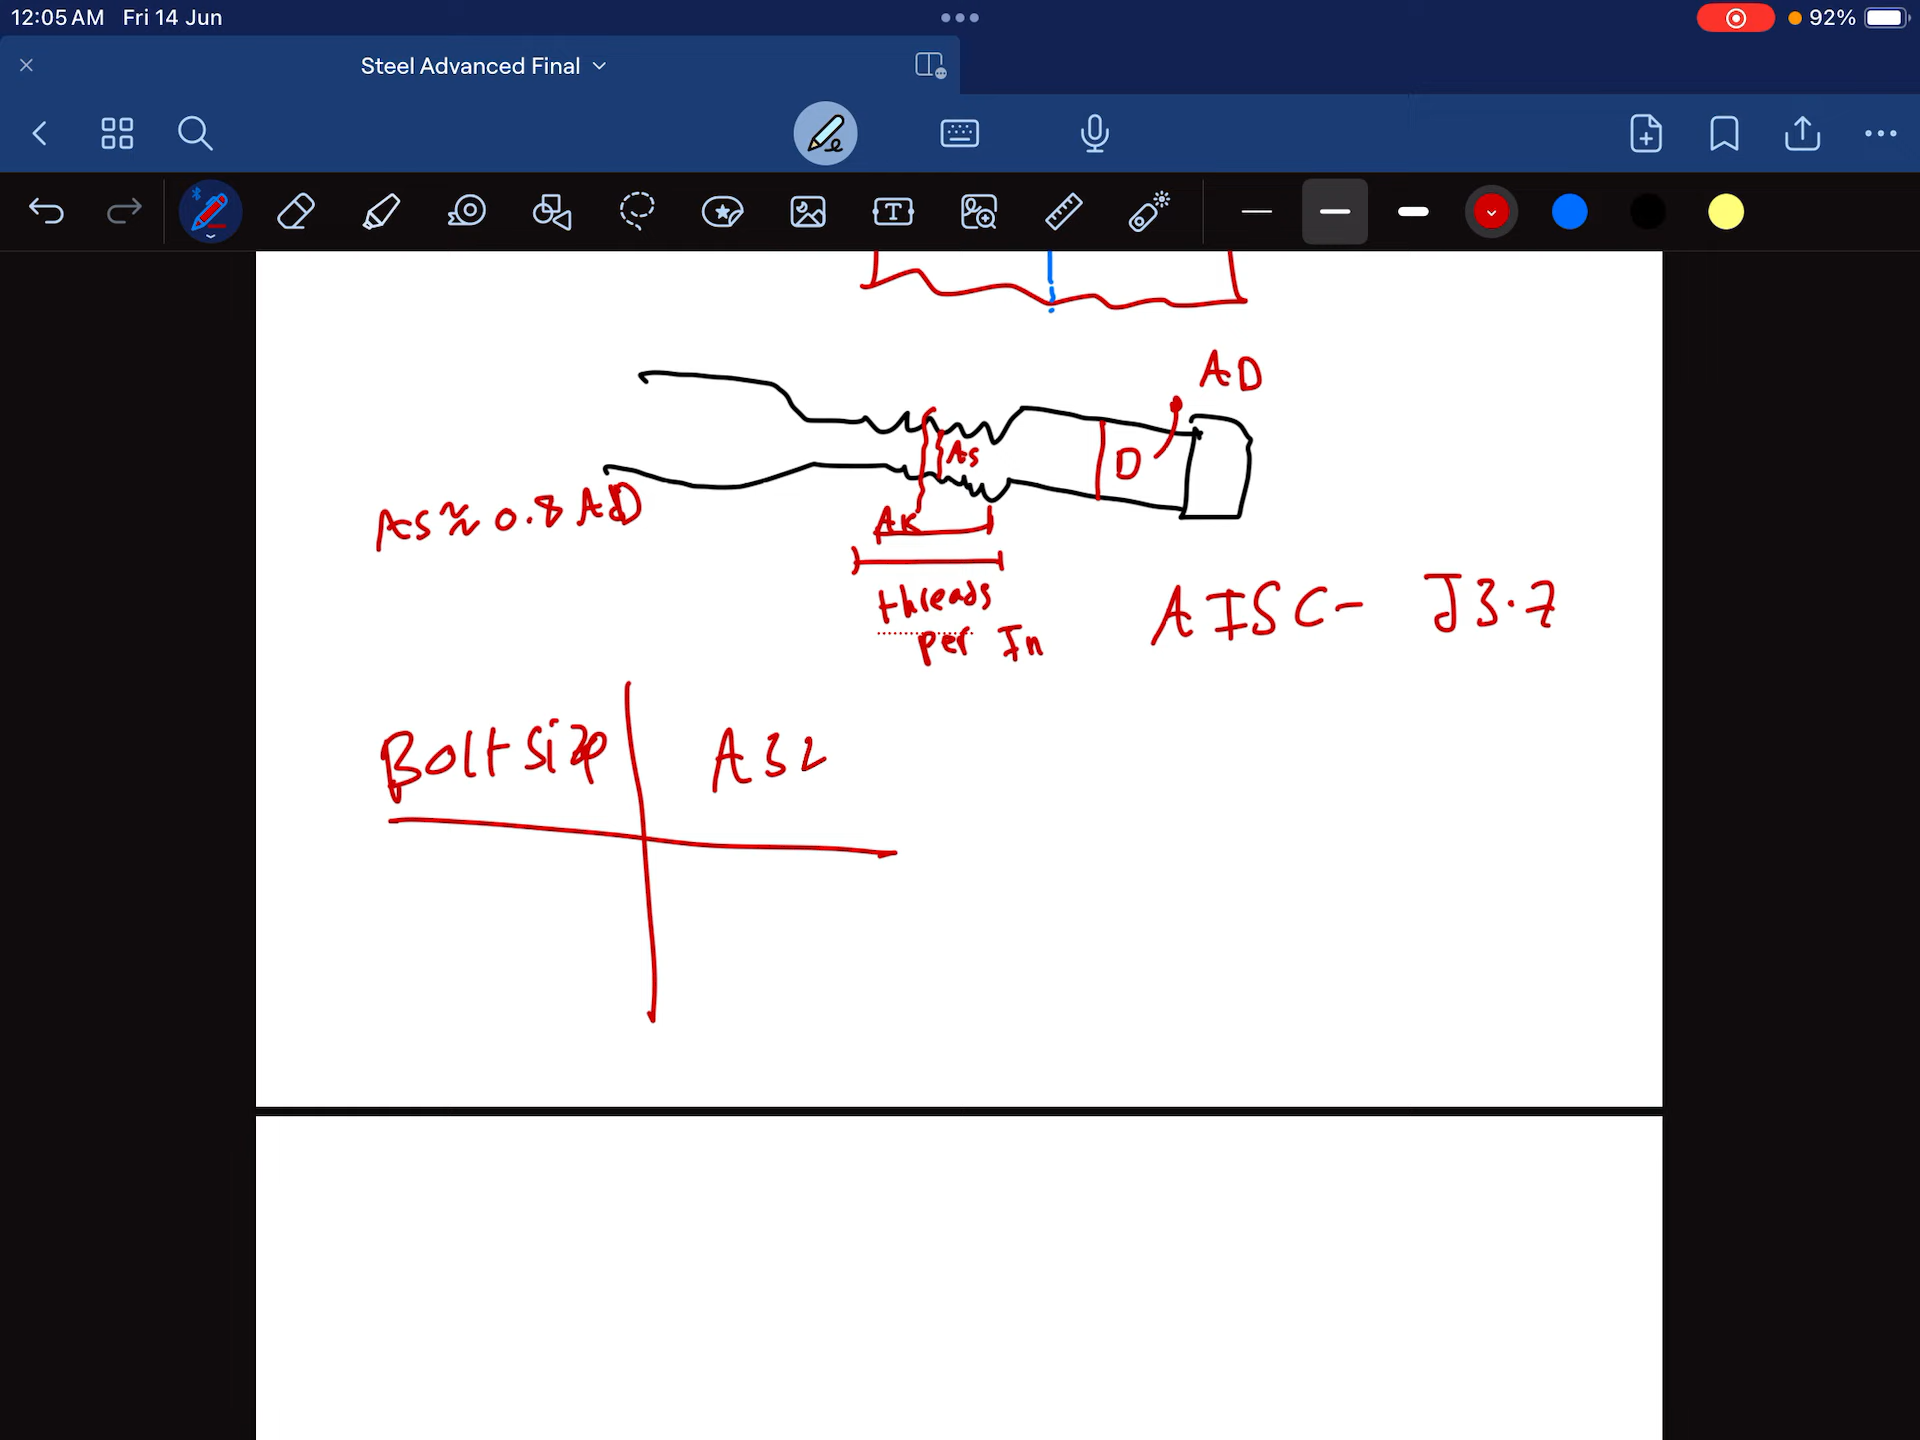 12:05 AM Fri 14 Jun
92%
Steel Advanced Final
AD
As
D
As ≈ 0.8 AD
AK
threads
per In
AISC- J3.7
Bolt size
A32